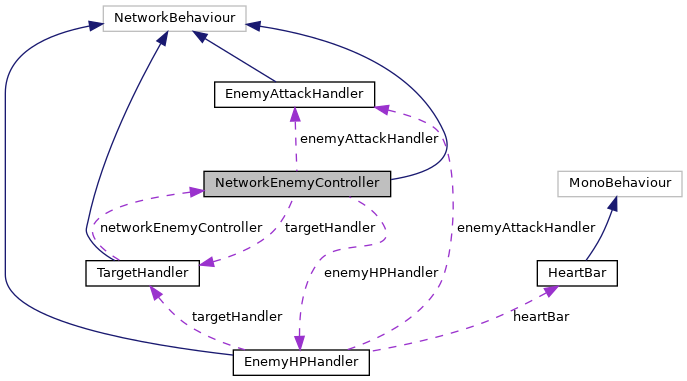 NetworkBehaviour
EnemyAttackHandler
enemyAttackHandler
NetworkEnemyController
MonoBehaviour
networkEnemyController
targetHandler
enemyAttackHandler
TargetHandler
enemyHPHandler
HeartBar
targetHandler
heartBar
EnemyHPHandler